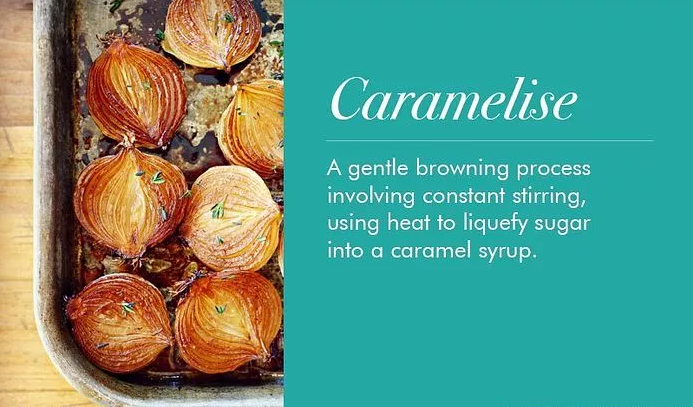 Caramelise
A gentle browning process
involving constant stirring,
using heat to liquefy sugar
into a caramel syrup.